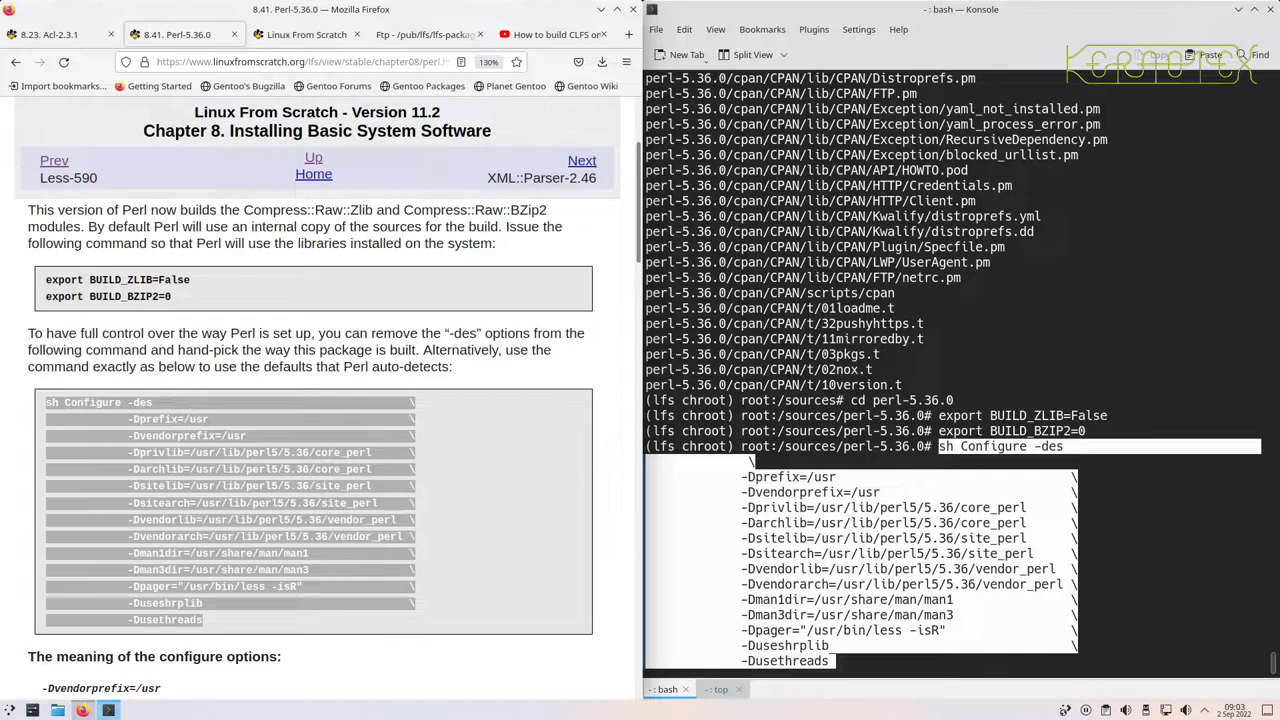 8.41. Perl-5.36.0 — Mozilla Firefox
8.23. Acl-2.3.1
8.41. Perl-5.36.0
Linux From Scratch
Ftp - /pub/lfs/lfs-packag
How to build CLFS on
https://www.linuxfromscratch.org/lfs/view/stable/chapter08/perl.h
130%
Import bookmarks...
Getting Started
Gentoo's Bugzilla
Gentoo Forums
Gentoo Packages
Planet Gentoo
Gentoo Wiki
Linux From Scratch - Version 11.2
Chapter 8. Installing Basic System Software
Prev
Up
Next
Less-590
Home
XML::Parser-2.46
This version of Perl now builds the Compress::Raw::Zlib and Compress::Raw::BZip2
modules. By default Perl will use an internal copy of the sources for the build. Issue the
following command so that Perl will use the libraries installed on the system:
export BUILD_ZLIB=False
export BUILD_BZIP2=0
To have full control over the way Perl is set up, you can remove the “-des” options from the
following command and hand-pick the way this package is built. Alternatively, use the
command exactly as below to use the defaults that Perl auto-detects:
sh Configure -des \
-Dprefix=/usr \
-Dvendorprefix=/usr \
-Dprivlib=/usr/lib/perl5/5.36/core_perl \
-Darchlib=/usr/lib/perl5/5.36/core_perl \
-Dsitelib=/usr/lib/perl5/5.36/site_perl \
-Dsitearch=/usr/lib/perl5/5.36/site_perl \
-Dvendorlib=/usr/lib/perl5/5.36/vendor_perl \
-Dvendorarch=/usr/lib/perl5/5.36/vendor_perl \
-Dman1dir=/usr/share/man/man1 \
-Dman3dir=/usr/share/man/man3 \
-Dpager="/usr/bin/less -isR" \
-Duseshrplib \
-Dusethreads
The meaning of the configure options:
-Dvendorprefix=/usr
- : bash — Konsole
File Edit View Bookmarks Plugins Settings Help
New Tab
Split View
Paste
Find
KERAPLEX
perl-5.36.0/cpan/CPAN/lib/CPAN/Distroprefs.pm
perl-5.36.0/cpan/CPAN/lib/CPAN/FTP.pm
perl-5.36.0/cpan/CPAN/lib/CPAN/Exception/yaml_not_installed.pm
perl-5.36.0/cpan/CPAN/lib/CPAN/Exception/yaml_process_error.pm
perl-5.36.0/cpan/CPAN/lib/CPAN/Exception/RecursiveDependency.pm
perl-5.36.0/cpan/CPAN/lib/CPAN/Exception/blocked_urllist.pm
perl-5.36.0/cpan/CPAN/lib/CPAN/API/HOWTO.pod
perl-5.36.0/cpan/CPAN/lib/CPAN/HTTP/Credentials.pm
perl-5.36.0/cpan/CPAN/lib/CPAN/HTTP/Client.pm
perl-5.36.0/cpan/CPAN/lib/CPAN/Kwalify/distroprefs.yml
perl-5.36.0/cpan/CPAN/lib/CPAN/Kwalify/distroprefs.dd
perl-5.36.0/cpan/CPAN/lib/CPAN/Plugin/Specfile.pm
perl-5.36.0/cpan/CPAN/lib/CPAN/LWP/UserAgent.pm
perl-5.36.0/cpan/CPAN/lib/CPAN/FTP/netrc.pm
perl-5.36.0/cpan/CPAN/scripts/cpan
perl-5.36.0/cpan/CPAN/t/01loadme.t
perl-5.36.0/cpan/CPAN/t/32pushyhttps.t
perl-5.36.0/cpan/CPAN/t/11mirroredby.t
perl-5.36.0/cpan/CPAN/t/03pkgs.t
perl-5.36.0/cpan/CPAN/t/02nox.t
perl-5.36.0/cpan/CPAN/t/10version.t
(lfs chroot) root:/sources# cd perl-5.36.0
(lfs chroot) root:/sources/perl-5.36.0# export BUILD_ZLIB=False
(lfs chroot) root:/sources/perl-5.36.0# export BUILD_BZIP2=0
(lfs chroot) root:/sources/perl-5.36.0# sh Configure -des
\
-Dprefix=/usr \
-Dvendorprefix=/usr \
-Dprivlib=/usr/lib/perl5/5.36/core_perl \
-Darchlib=/usr/lib/perl5/5.36/core_perl \
-Dsitelib=/usr/lib/perl5/5.36/site_perl \
-Dsitearch=/usr/lib/perl5/5.36/site_perl \
-Dvendorlib=/usr/lib/perl5/5.36/vendor_perl \
-Dvendorarch=/usr/lib/perl5/5.36/vendor_perl \
-Dman1dir=/usr/share/man/man1 \
-Dman3dir=/usr/share/man/man3 \
-Dpager="/usr/bin/less -isR" \
-Duseshrplib \
-Dusethreads
- : bash
- : top
09:03
2 Sep 2022